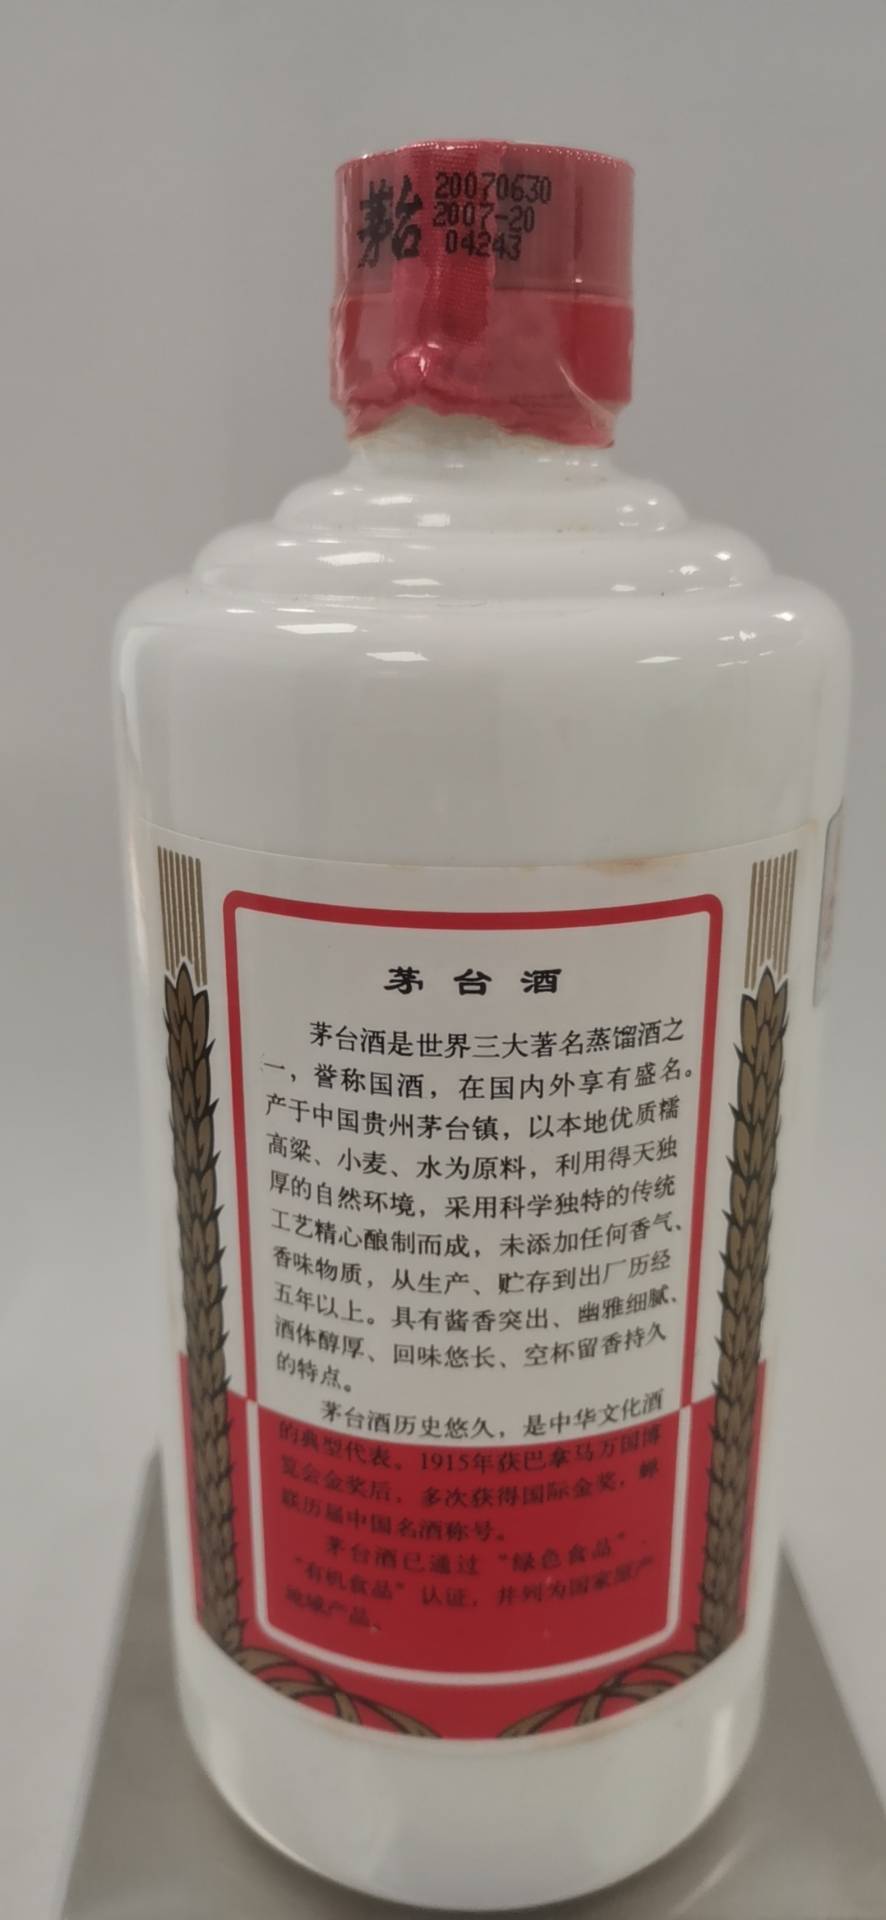 茅台
20070630
2007-20
04243
茅台酒
茅台酒是世界三大著名蒸馏酒之
一，誉称国酒，在国内外享有盛名。
产于中国贵州茅台镇，以本地优质糯
高粱、小麦、水为原料，利用得天独
厚的自然环境，采用科学独特的传统
工艺精心酿制而成，未添加任何香气、
香味物质，从生产、贮存到出厂历经
五年以上。具有酱香突出、幽雅细腻、
酒体醇厚、回味悠长、空杯留香持久
的特点。
茅台酒历史悠久，是中华文化酒
的典型代表。1915年获巴拿马万国博
览会金奖后，多次获得国际金奖，蝉
联历届中国名酒称号。
茅台酒已通过“绿色食品”、
“有机食品”认证，并列为国家原产
地域产品。